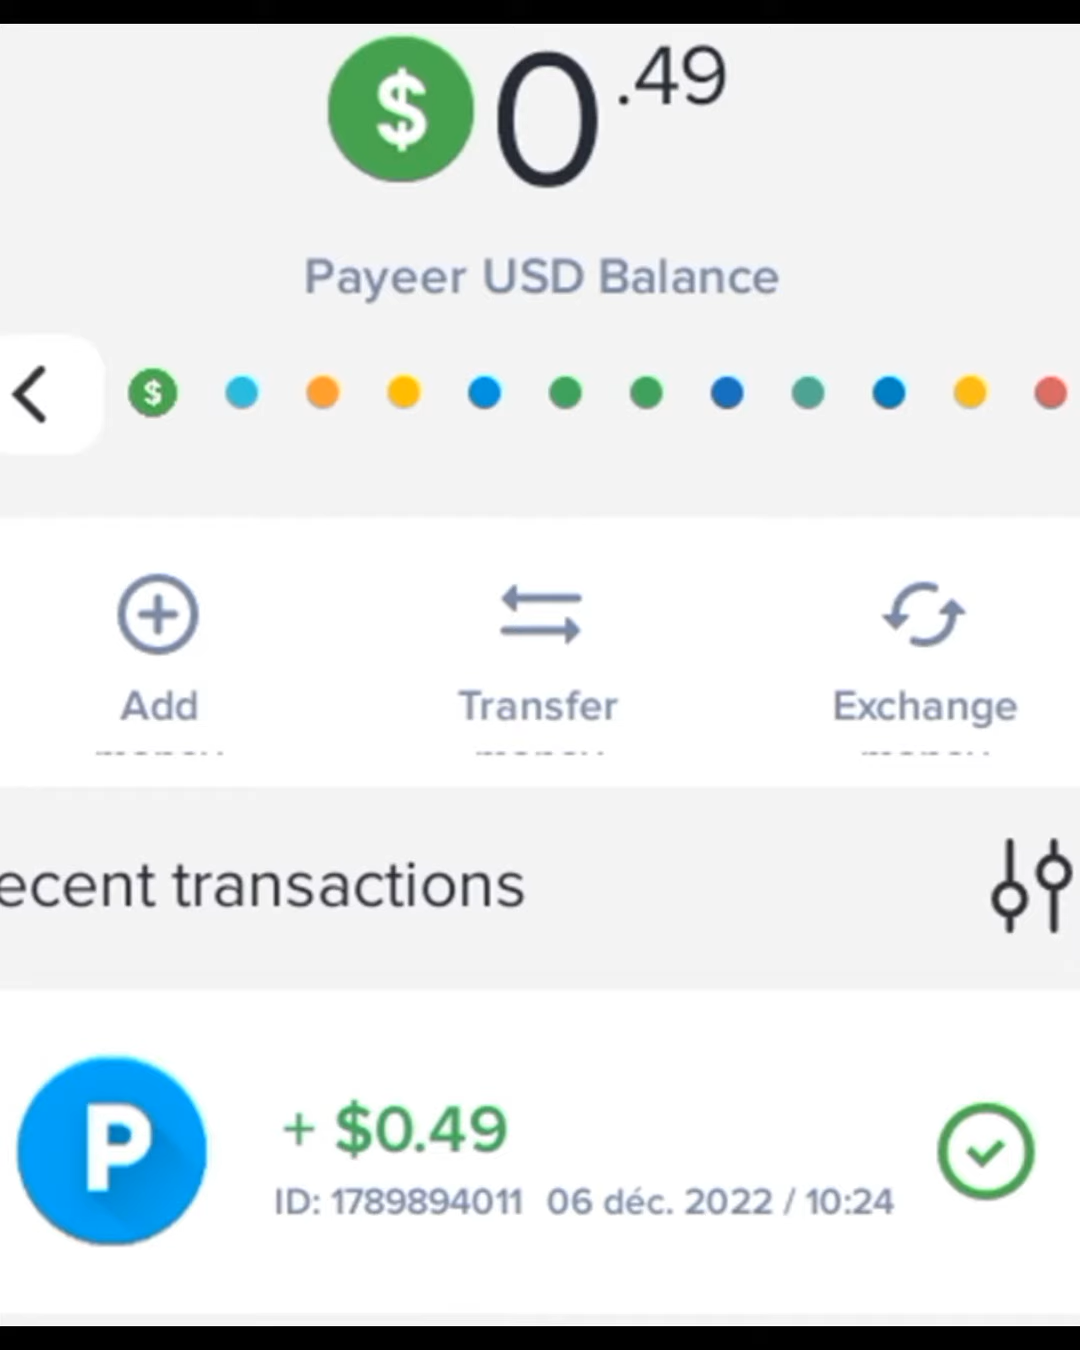 $ 0.49
Payeer USD Balance
$
Add
Transfer
Exchange
ecent transactions
P
+ $0.49
ID: 1789894011 06 déc. 2022 / 10:24